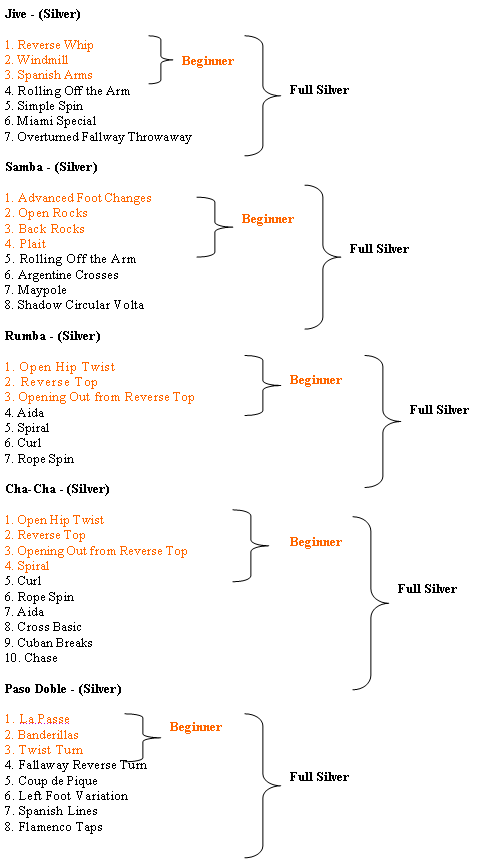 Jive - (Silver)
1. Reverse Whip
2. Windmill
Beginner
3. Spanish Arms
4. Rolling Off the Arm
Full Silver
5. Simple Spin
6. Miami Special
7. Overturned Fallway Throwaway
Samba - (Silver)
1. Advanced Foot Changes
2. Open Rocks
Beginner
3. Back Rocks
4. Plait
Full Silver
5. Rolling Off the Arm
6. Argentine Crosses
7. Maypole
8. Shadow Circular Volta
Rumba - (Silver)
1. Open Hip Twist
2. Reverse Top
Beginner
3. Opening Out from Reverse Top
4. Aida
Full Silver
5. Spiral
6. Curl
7. Rope Spin
Cha-Cha - (Silver)
1. Open Hip Twist
2. Reverse Top
Beginner
3. Opening Out from Reverse Top
4. Spiral
5. Curl
Full Silver
6. Rope Spin
7. Aida
8. Cross Basic
9. Cuban Breaks
10. Chase
Paso Doble - (Silver)
1. La Passe
Beginner
2. Banderillas
3. Twist Turn
4. Fallaway Reverse Turn
Full Silver
5. Coup de Pique
6. Left Foot Variation
7. Spanish Lines
8. Flamenco Taps